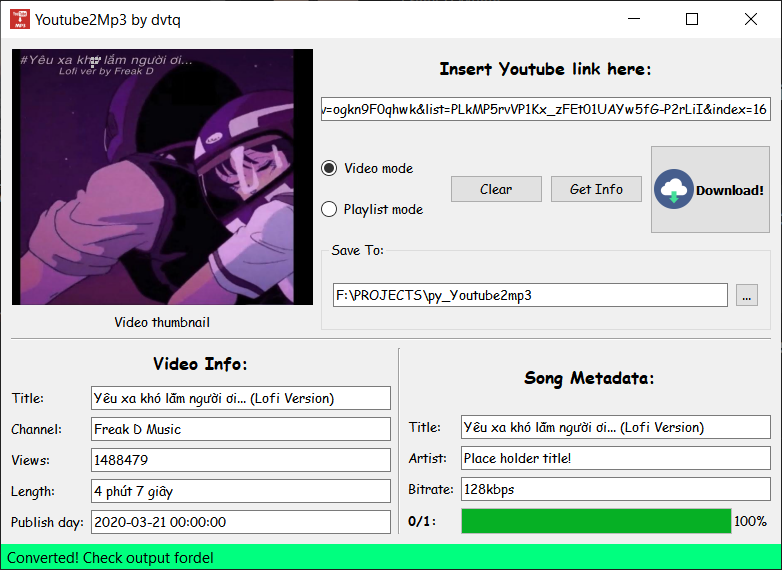 Youtube2Mp3 by dvtq
#Yêu xa khó lắm người ơi...
Lofi ver by Freak D
Video thumbnail
Insert Youtube link here:
v=ogkn9F0qhwk&list=PLkMP5rvVP1Kx_zFEt01UAYw5fG-P2rLiI&index=16
Video mode
Playlist mode
Clear
Get Info
Download!
Save To:
F:\PROJECTS\py_Youtube2mp3
...
Video Info:
Title: Yêu xa khó lắm người ơi... (Lofi Version)
Channel: Freak D Music
Views: 1488479
Length: 4 phút 7 giây
Publish day: 2020-03-21 00:00:00
Song Metadata:
Title: Yêu xa khó lắm người ơi... (Lofi Version)
Artist: Place holder title!
Bitrate: 128kbps
0/1: 100%
Converted! Check output fordel